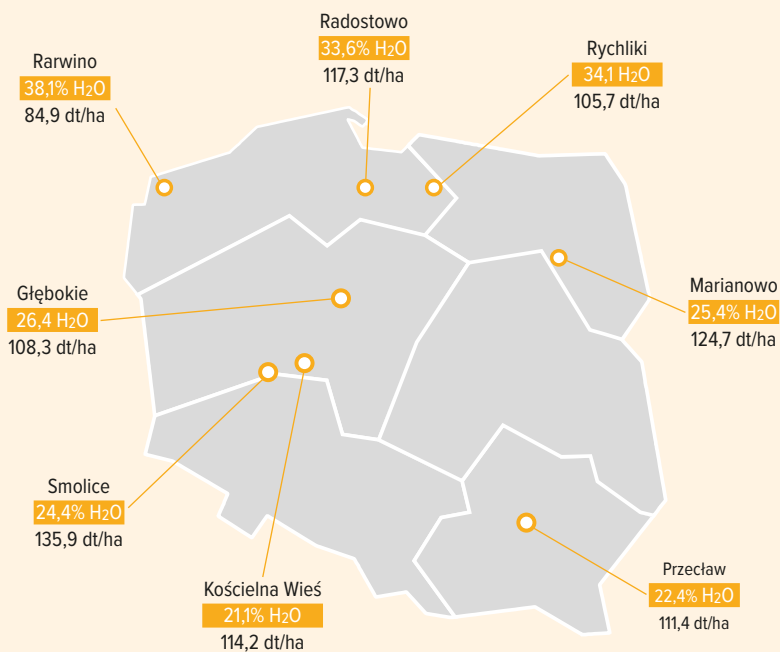 Radostowo
33,6% H2O
117,3 dt/ha
Rychliki
34,1 H2O
105,7 dt/ha
Rarwino
38,1% H2O
84,9 dt/ha
Głębokie
26,4 H2O
108,3 dt/ha
Marianowo
25,4% H2O
124,7 dt/ha
Smolice
24,4% H2O
135,9 dt/ha
Kościelna Wieś
21,1% H2O
114,2 dt/ha
Przecław
22,4% H2O
111,4 dt/ha